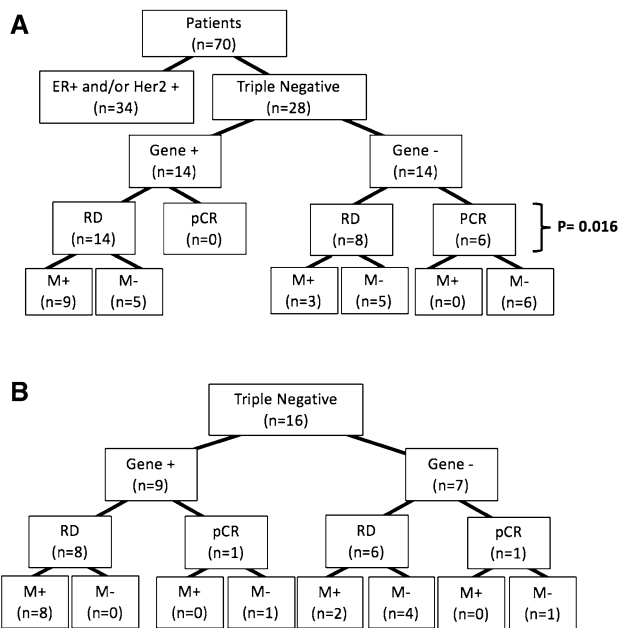 A
Patients
(n=70)
ER+ and/or Her2 +
(n=34)
Triple Negative
(n=28)
Gene +
(n=14)
Gene -
(n=14)
RD
(n=14)
pCR
(n=0)
RD
(n=8)
PCR
(n=6)
P= 0.016
M+
(n=9)
M-
(n=5)
M+
(n=3)
M-
(n=5)
M+
(n=0)
M-
(n=6)
B
Triple Negative
(n=16)
Gene +
(n=9)
Gene -
(n=7)
RD
(n=8)
pCR
(n=1)
RD
(n=6)
pCR
(n=1)
M+
(n=8)
M-
(n=0)
M+
(n=0)
M-
(n=1)
M+
(n=2)
M-
(n=4)
M+
(n=0)
M-
(n=1)